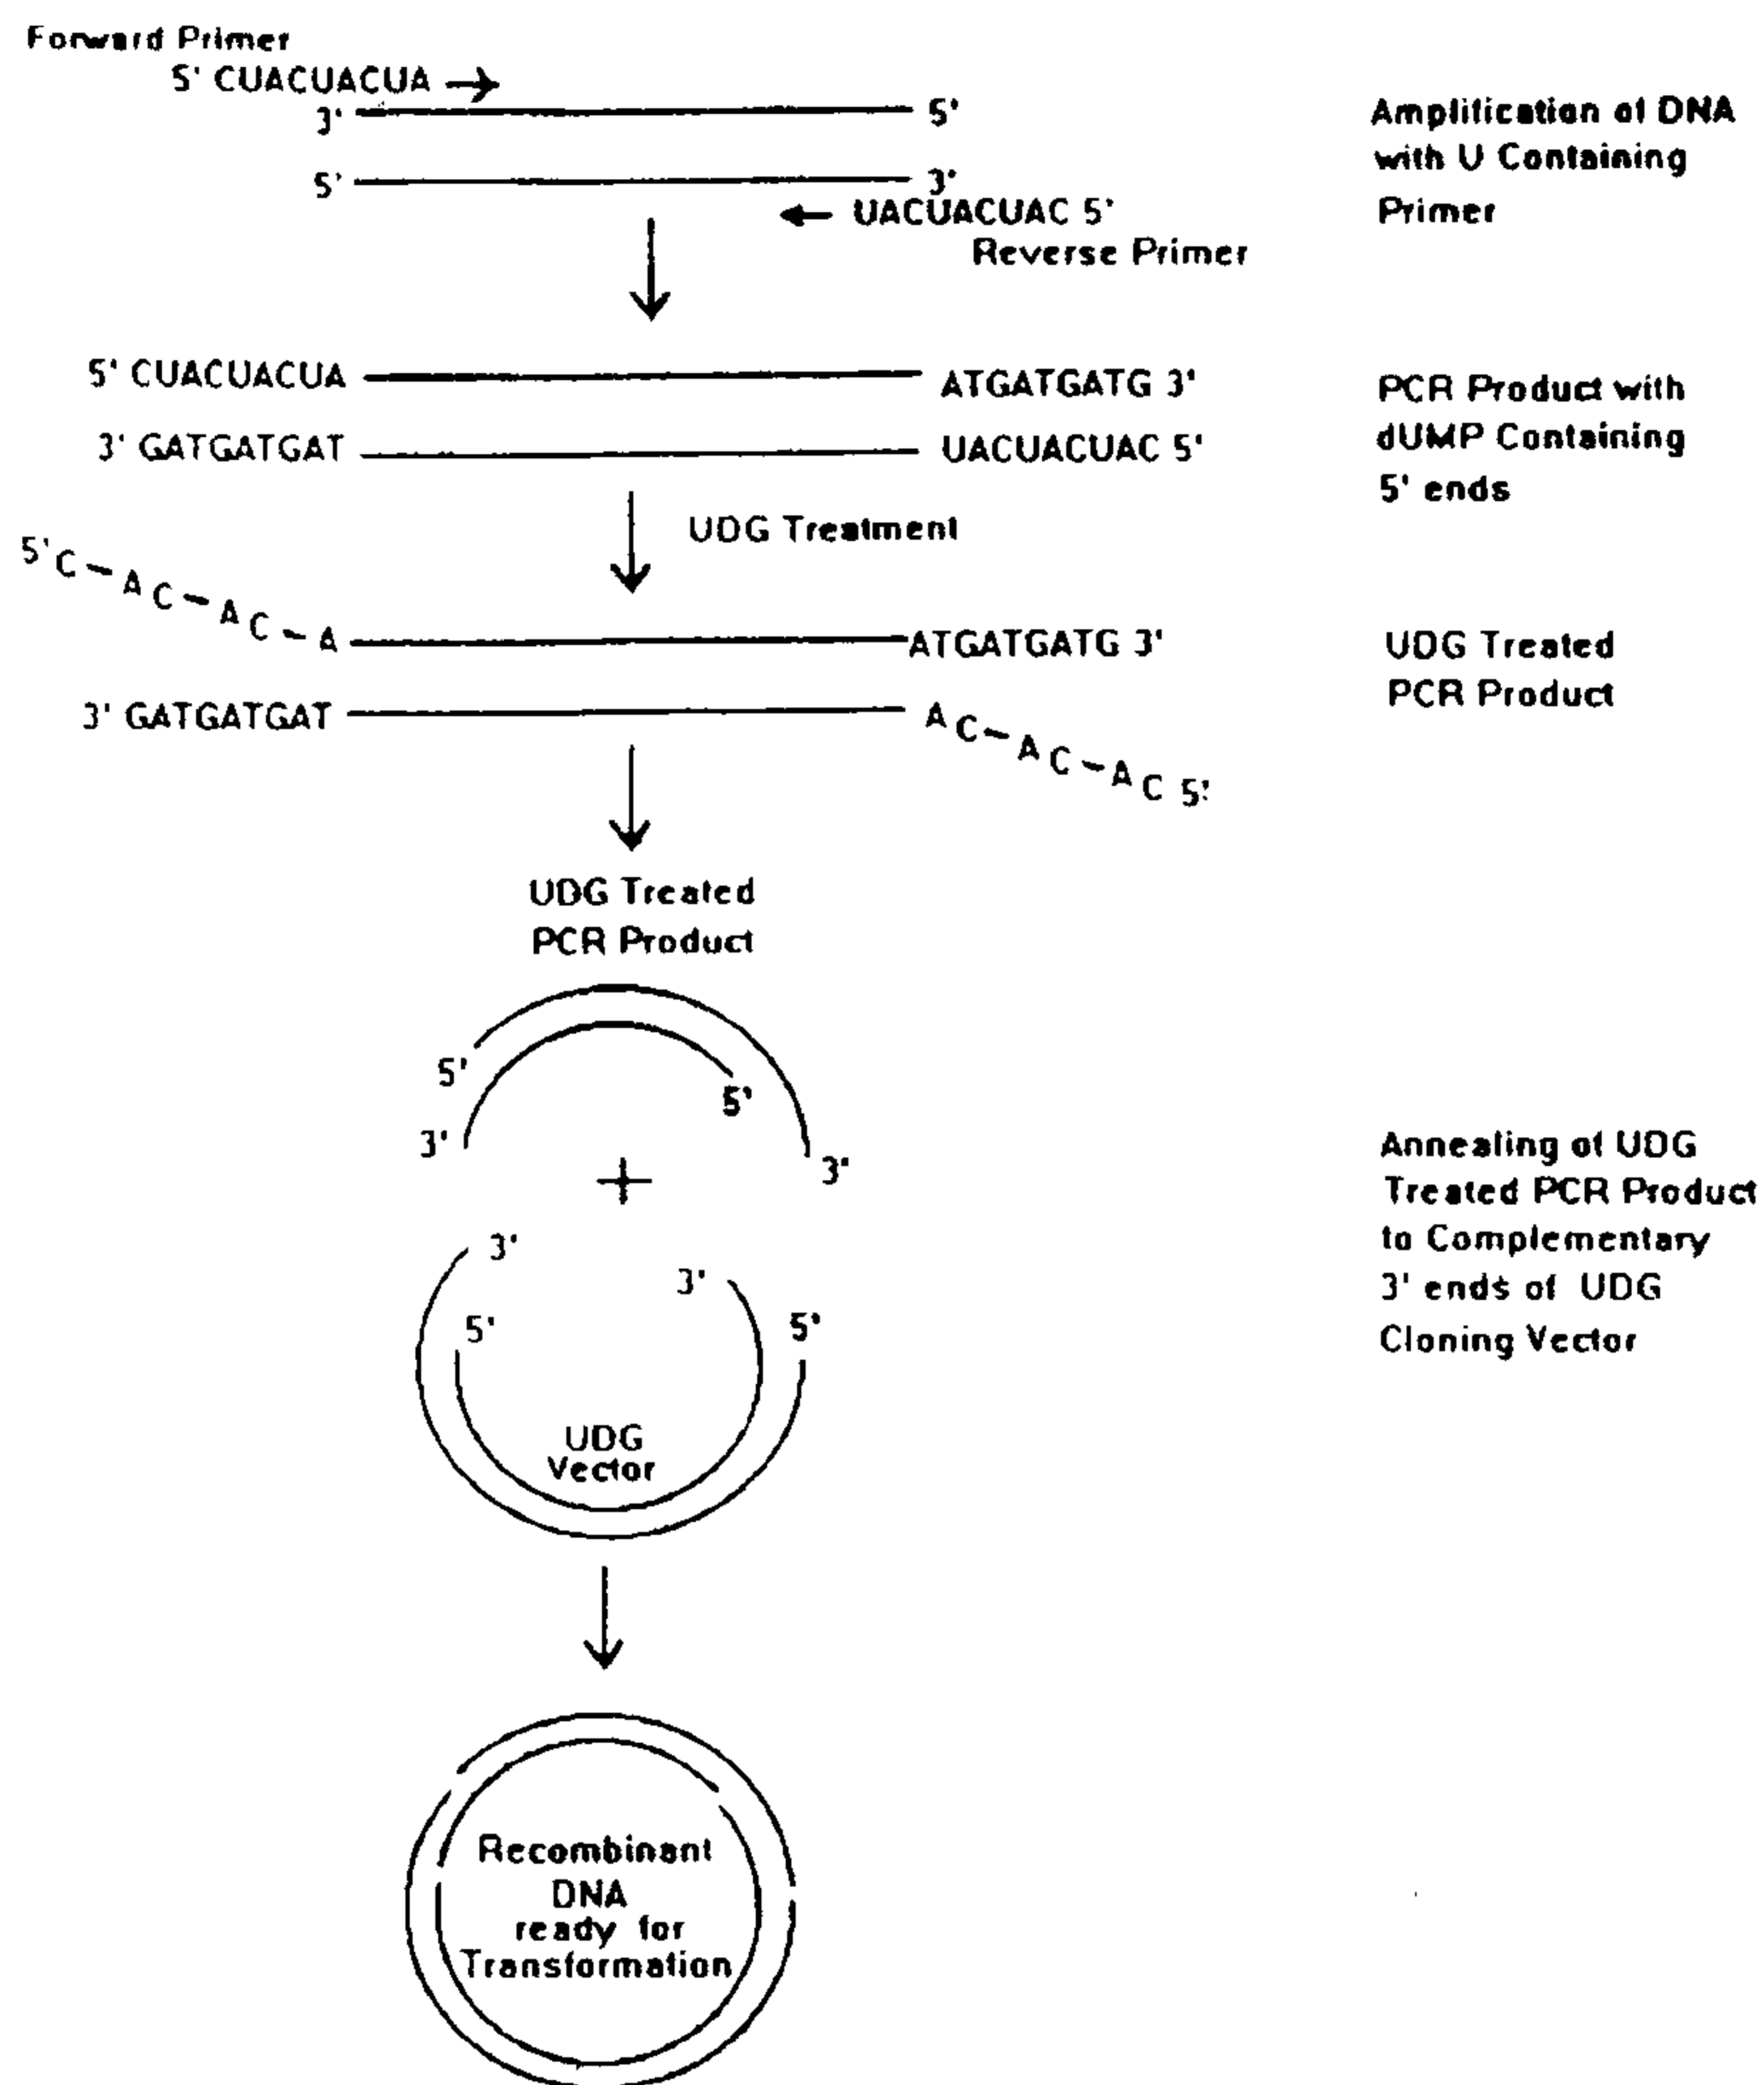 Forward Primer
5' CUACUACUA →
3' 5'
5' 3'
← UACUACUAC 5'
Reverse Primer
Amplification of DNA
with U Containing
Primer
5' CUACUACUA ATGATGATG 3'
3' GATGATGAT UACUACUAC 5'
PCR Product with
dUMP Containing
5' ends
UDG Treatment
5' C - A C - A C - A ATGATGATG 3'
3' GATGATGAT A C - A C - A C 5'
UDG Treated
PCR Product
UDG Treated
PCR Product
5'
5'
3'
3'
+
3'
3'
5'
5'
UDG
Vector
Annealing of UDG
Treated PCR Product
to Complementary
3' ends of UDG
Cloning Vector
Recombinant
DNA
ready for
Transformation